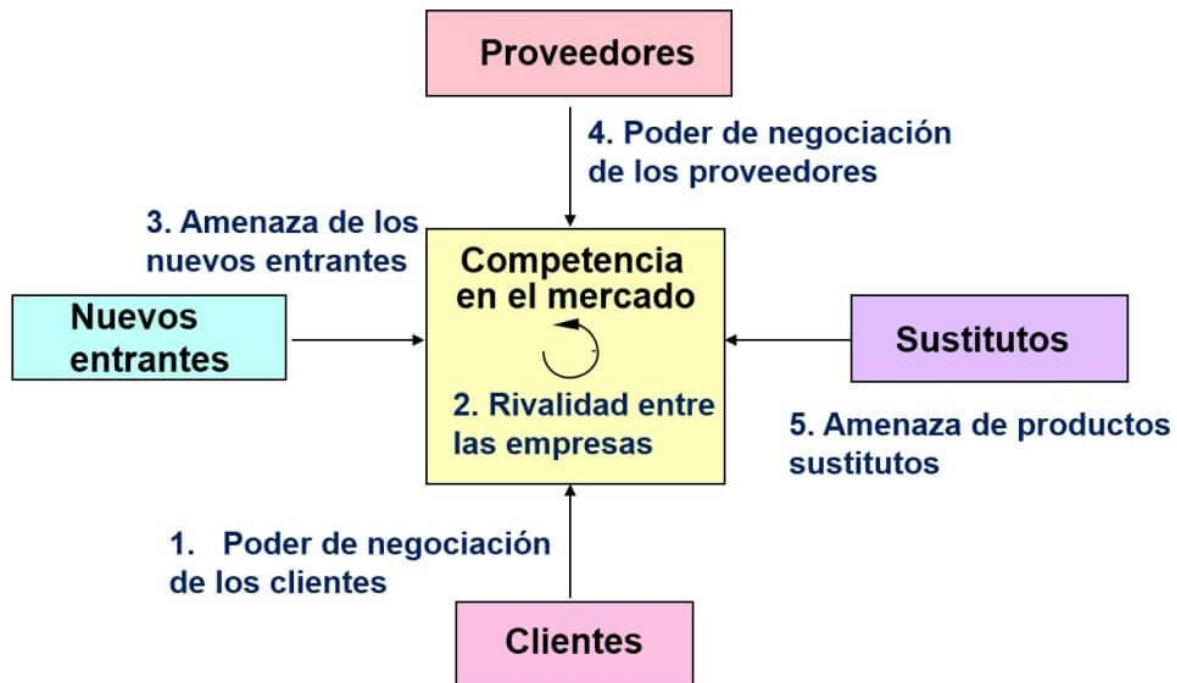 Proveedores
4. Poder de negociación
de los proveedores
3. Amenaza de los
nuevos entrantes
Competencia
en el mercado
Nuevos
entrantes
Sustitutos
2. Rivalidad entre
las empresas
5. Amenaza de productos
sustitutos
1. Poder de negociación
de los clientes
Clientes